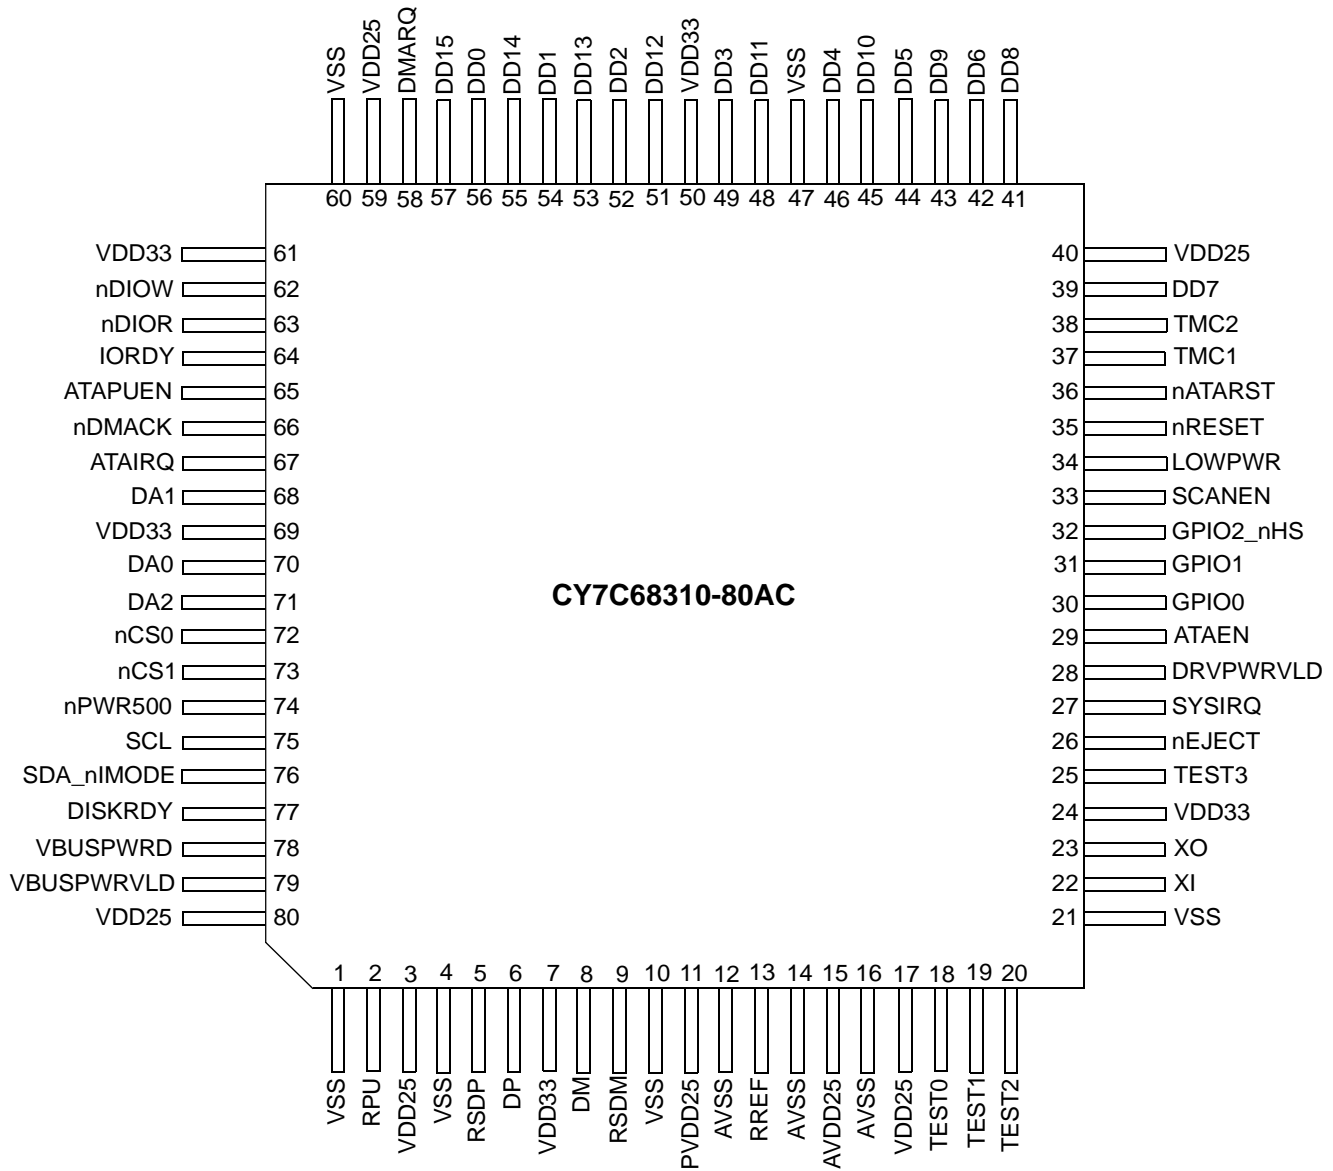 VSS VDD25 DMARQ DD15 DD0 DD14 DD1 DD13 DD2 DD12 VDD33 DD3 DD11 VSS DD4 DD10 DD5 DD9 DD6 DD8
60 59 58 57 56 55 54 53 52 51 50 49 48 47 46 45 44 43 42 41
VDD33 61 40 VDD25
nDIOW 62 39 DD7
nDIOR 63 38 TMC2
IORDY 64 37 TMC1
ATAPUEN 65 36 nATARST
nDMACK 66 35 nRESET
ATAIRQ 67 34 LOWPWR
DA1 68 33 SCANEN
VDD33 69 32 GPIO2_nHS
DA0 70 31 GPIO1
CY7C68310-80AC
DA2 71 30 GPIO0
nCS0 72 29 ATAEN
nCS1 73 28 DRVPWRVLD
nPWR500 74 27 SYSIRQ
SCL 75 26 nEJECT
SDA_nIMODE 76 25 TEST3
DISKRDY 77 24 VDD33
VBUSPWRD 78 23 XO
VBUSPWRVLD 79 22 XI
VDD25 80 21 VSS
1 2 3 4 5 6 7 8 9 10 11 12 13 14 15 16 17 18 19 20
VSS RPU VDD25 VSS RSDP DP VDD33 DM RSDM VSS PVDD25 AVSS RREF AVSS AVDD25 AVSS VDD25 TEST0 TEST1 TEST2